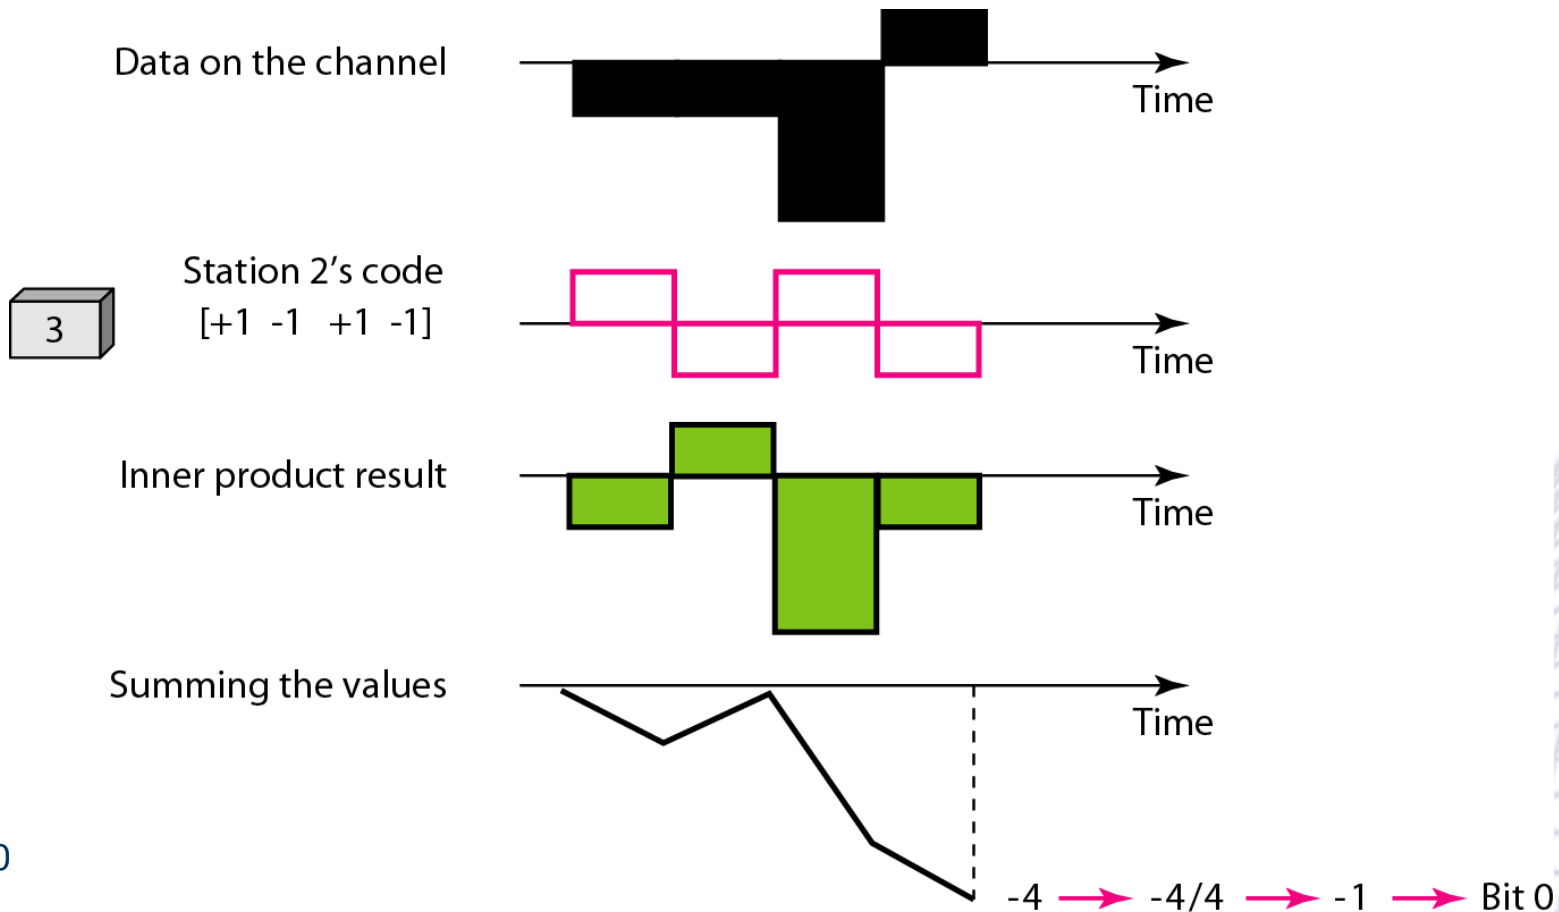 Data on the channel
Time
Station 2’s code
[+1 -1 +1 -1]
3
Time
Inner product result
Time
Summing the values
Time
0
-4 -4/4 -1 Bit 0